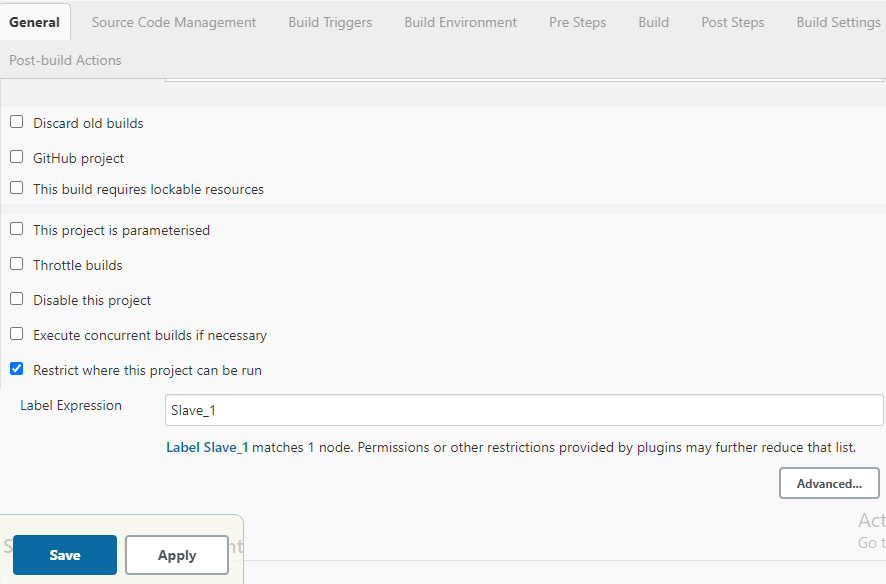 General Source Code Management Build Triggers Build Environment Pre Steps Build Post Steps Build Settings
Post-build Actions
Discard old builds
GitHub project
This build requires lockable resources
This project is parameterised
Throttle builds
Disable this project
Execute concurrent builds if necessary
Restrict where this project can be run
Label Expression
Slave_1
Label Slave_1 matches 1 node. Permissions or other restrictions provided by plugins may further reduce that list.
Advanced...
Save Apply